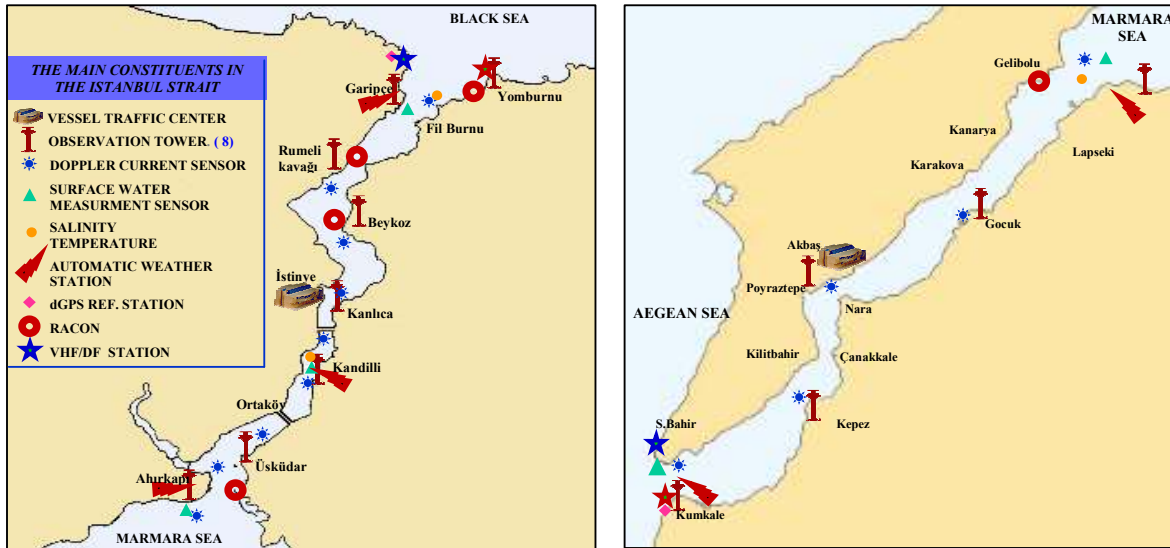 BLACK SEA
THE MAIN CONSTITUENTS IN
THE ISTANBUL STRAIT
VESSEL TRAFFIC CENTER
OBSERVATION TOWER. ( 8)
DOPPLER CURRENT SENSOR
SURFACE WATER
MEASURMENT SENSOR
SALINITY
TEMPERATURE
AUTOMATIC WEATHER
STATION
dGPS REF. STATION
RACON
VHF/DF STATION
Garipçe
Yomburnu
Fil Burnu
Rumeli
kavağı
Beykoz
İstinye
Kanlıca
Kandilli
Ortaköy
Üsküdar
Ahırkapı
MARMARA SEA
MARMARA
SEA
Gelibolu
Kanarya
Lapseki
Karakova
Gocuk
Akbaş
Poyraztepe
Nara
AEGEAN SEA
Kilitbahir
Çanakkale
S.Bahir
Kepez
Kumkale